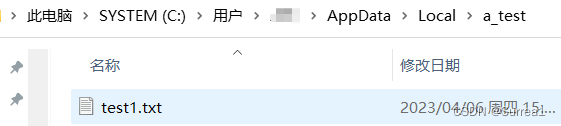 此电脑 > SYSTEM (C:) > 用户 > > AppData > Local > a_test
名称 修改日期
test1.txt 2023/04/06 周四 15:...
CSDN @Surrea1